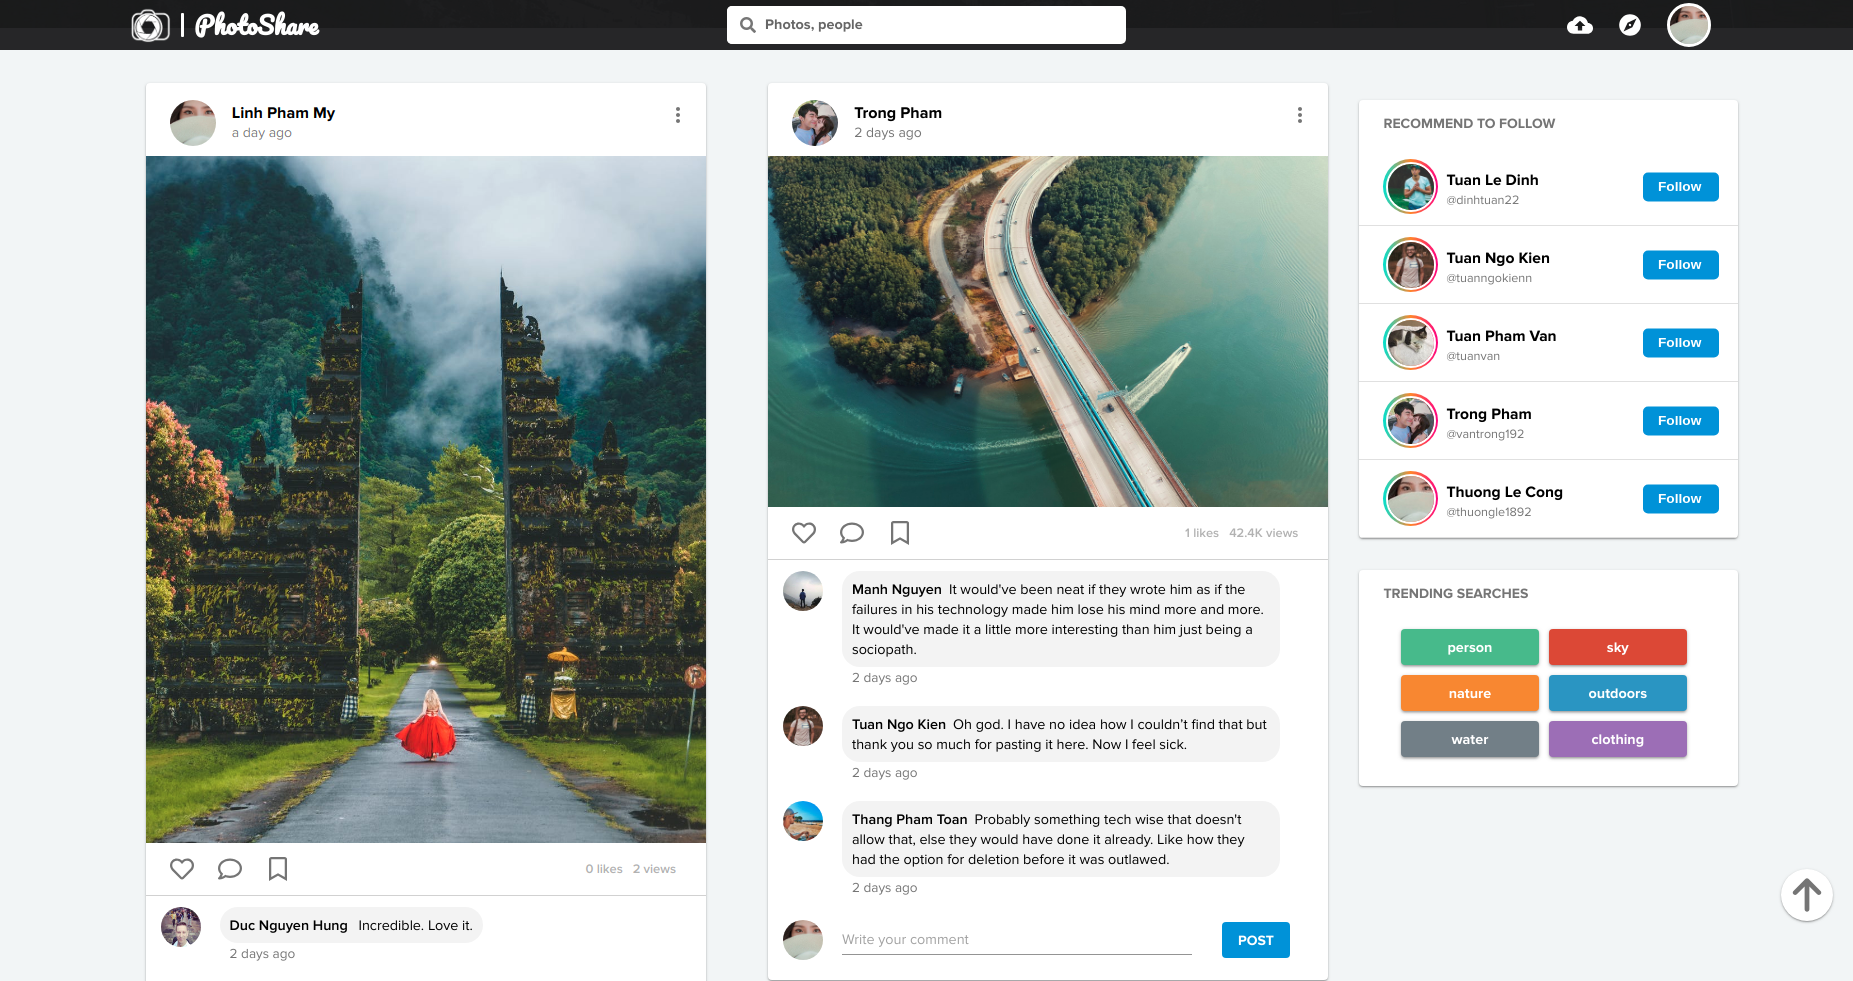 PhotoShare
Photos, people
Linh Pham My
a day ago
0 likes 2 views
Duc Nguyen Hung Incredible. Love it.
2 days ago
Trong Pham
2 days ago
1 likes 42.4K views
Manh Nguyen It would've been neat if they wrote him as if the
failures in his technology made him lose his mind more and more.
It would've made it a little more interesting than him just being a
sociopath.
2 days ago
Tuan Ngo Kien Oh god. I have no idea how I couldn't find that but
thank you so much for pasting it here. Now I feel sick.
2 days ago
Thang Pham Toan Probably something tech wise that doesn't
allow that, else they would have done it already. Like how they
had the option for deletion before it was outlawed.
2 days ago
Write your comment
POST
RECOMMEND TO FOLLOW
Tuan Le Dinh
@dinhtuan22
Follow
Tuan Ngo Kien
@tuanngokienn
Follow
Tuan Pham Van
@tuanvan
Follow
Trong Pham
@vantrong192
Follow
Thuong Le Cong
@thuongle1892
Follow
TRENDING SEARCHES
person
sky
nature
outdoors
water
clothing